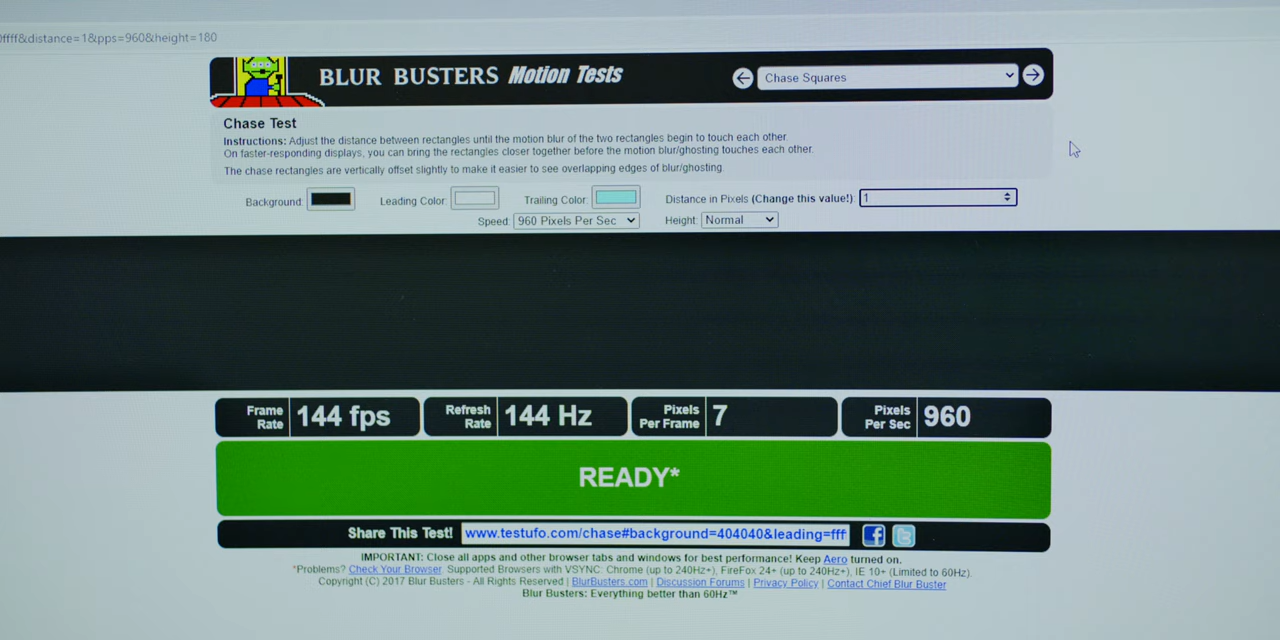 0ffff&distance=1&pps=960&height=180
BLUR BUSTERS Motion Tests
Chase Squares
Chase Test
Instructions: Adjust the distance between rectangles until the motion blur of the two rectangles begin to touch each other.
On faster-responding displays, you can bring the rectangles closer together before the motion blur/ghosting touches each other.
The chase rectangles are vertically offset slightly to make it easier to see overlapping edges of blur/ghosting.
Background: Leading Color: Trailing Color: Distance in Pixels (Change this value!): 1
Speed: 960 Pixels Per Sec Height: Normal
Frame Rate 144 fps Refresh Rate 144 Hz Pixels Per Frame 7 Pixels Per Sec 960
READY*
Share This Test! www.testufo.com/chase#background=404040&leading=fff
IMPORTANT: Close all apps and other browser tabs and windows for best performance! Keep Aero turned on.
*Problems? Check Your Browser. Supported Browsers with VSYNC: Chrome (up to 240Hz+), FireFox 24+ (up to 240Hz+), IE 10+ (Limited to 60Hz).
Copyright (C) 2017 Blur Busters - All Rights Reserved | BlurBusters.com | Discussion Forums | Privacy Policy | Contact Chief Blur Buster
Blur Busters: Everything better than 60Hz™